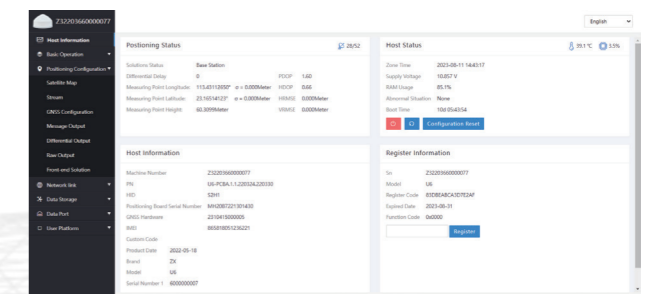 Z32203660000077
English
Host Information
Basic Operation
Positioning Configuration
Satellite Map
Stream
GNSS Configuration
Message Output
Differential Output
Raw Output
Front-end Solution
Network link
Data Storage
Data Port
User Platform
Postioning Status 28/52
Solutions Status Base Station
Differential Delay 0 PDOP 1.60
Measuring Point Longitude 113.43112650° σ = 0.000Meter HDOP 0.66
Measuring Point Latitude 23.16514123° σ = 0.000Meter HRMSE 0.000Meter
Measuring Point Height 60.3099Meter VRMSE 0.000Meter
Host Status 39.1 °C 3.5%
Zone Time 2023-08-11 14:43:17
Supply Voltage 10.857 V
RAM Usage 85.1%
Abnormal Situation None
Boot Time 10d 05:43:54
Configuration Reset
Host Information
Machine Number Z32203660000077
PN U6-PCBA.1.1.220324.220330
HID S2H1
Positioning Board Serial Number MH2087221301430
GNSS Hardware 2310415000005
IMEI 865818051236221
Custom Code
Product Date 2022-05-18
Brand ZX
Model U6
Serial Number 1 6000000007
Register Information
Sn Z32203660000077
Model U6
Register Code 83DBEABCA3D7E2AF
Expired Date 2023-08-31
Function Code 0x0000
Register